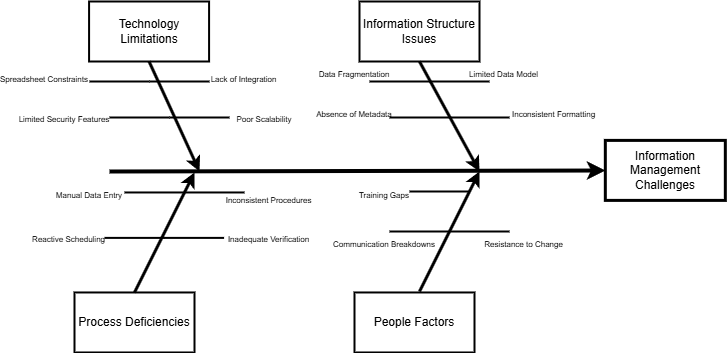 Technology
Limitations
Information Structure
Issues
Spreadsheet Constraints
Lack of Integration
Data Fragmentation
Limited Data Model
Limited Security Features
Poor Scalability
Absence of Metadata
Inconsistent Formatting
Information
Management
Challenges
Manual Data Entry
Inconsistent Procedures
Training Gaps
Reactive Scheduling
Inadequate Verification
Communication Breakdowns
Resistance to Change
Process Deficiencies
People Factors